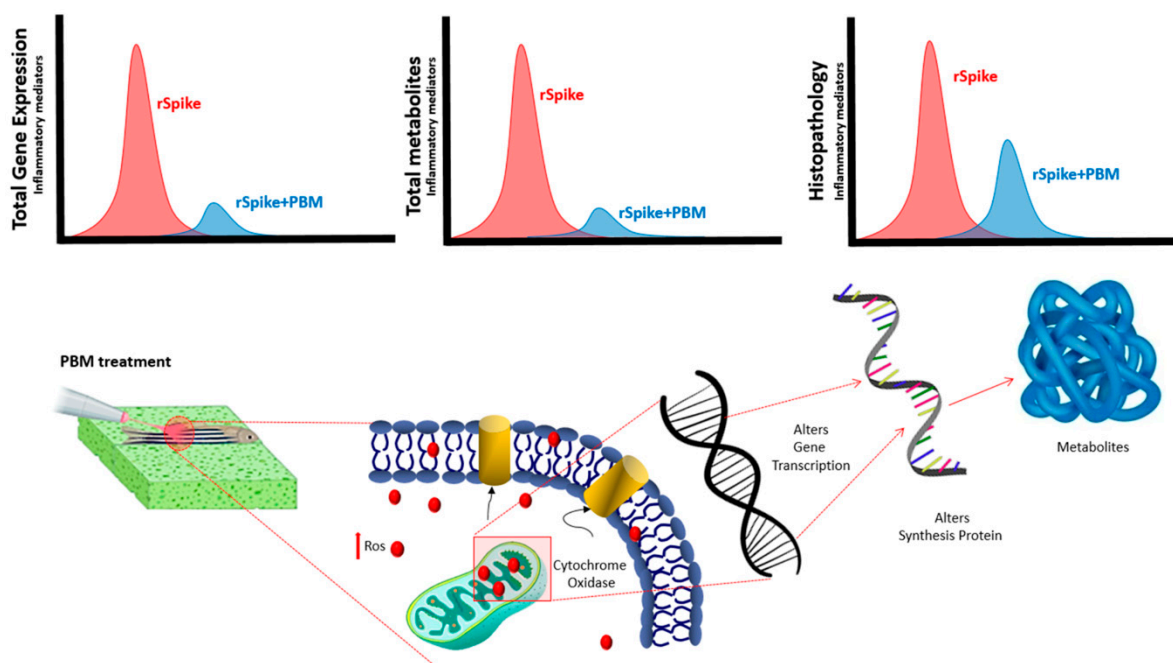 Total Gene Expression
Inflammatory mediators
rSpike
rSpike+PBM
Total metabolites
Inflammatory mediators
rSpike
rSpike+PBM
Histopathology
Inflammatory mediators
rSpike
rSpike+PBM
PBM treatment
Ros
Cytochrome
Oxidase
Alters
Gene
Transcription
Alters
Synthesis Protein
Metabolites